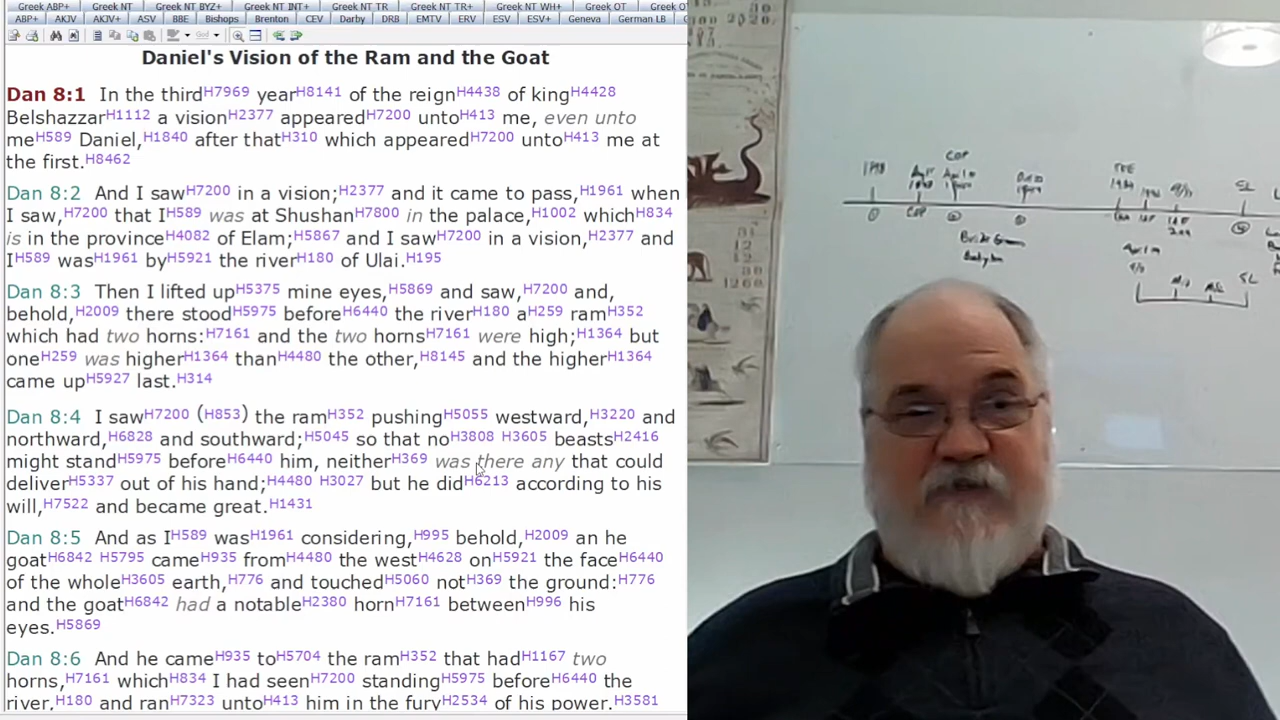 Greek ABP+ Greek NT Greek NT BYZ+ Greek NT INT+ Greek NT TR Greek NT TR+ Greek NT WH+ Greek OT Greek
ABP+ AKJV AKJV+ ASV BBE Bishops Brenton CEV Darby DRB EMTV ERV ESV ESV+ Geneva German LB
Daniel's Vision of the Ram and the Goat
Dan 8:1 In the thirdH7969 yearH8141 of the reignH4438 of kingH4428
BelshazzarH1112 a visionH2377 appearedH7200 untoH413 me, even unto
meH589 Daniel,H1840 after thatH310 which appearedH7200 untoH413 me at
the first.H8462
Dan 8:2 And I sawH7200 in a vision;H2377 and it came to pass,H1961 when
I saw,H7200 that IH589 was at ShushanH7800 in the palace,H1002 whichH834
is in the provinceH4082 of Elam;H5867 and I sawH7200 in a vision,H2377 and
IH589 wasH1961 byH5921 the riverH180 of Ulai.H195
Dan 8:3 Then I lifted upH5375 mine eyes,H5869 and saw,H7200 and,
behold,H2009 there stoodH5975 beforeH6440 the riverH180 aH259 ramH352
which had two horns:H7161 and the two hornsH7161 were high;H1364 but
oneH259 was higherH1364 thanH4480 the other,H8145 and the higherH1364
came upH5927 last.H314
Dan 8:4 I sawH7200 (H853) the ramH352 pushingH5055 westward,H3220 and
northward,H6828 and southward;H5045 so that noH3808 H3605 beastsH2416
might standH5975 beforeH6440 him, neitherH369 was there any that could
deliverH5337 out of his hand;H4480 H3027 but he didH6213 according to his
will,H7522 and became great.H1431
Dan 8:5 And as IH589 wasH1961 considering,H995 behold,H2009 an he
goatH6842 H5795 cameH935 fromH4480 the westH4628 onH5921 the faceH6440
of the wholeH3605 earth,H776 and touchedH5060 notH369 the ground:H776
and the goatH6842 had a notableH2380 hornH7161 betweenH996 his
eyes.H5869
Dan 8:6 And he cameH935 toH5704 the ramH352 that hadH1167 two
horns,H7161 whichH834 I had seenH7200 standingH5975 beforeH6440 the
river,H180 and ranH7323 untoH413 him in the furyH2534 of his power.H3581
1260
1798
1989
9/11
SL
Babylon
SL